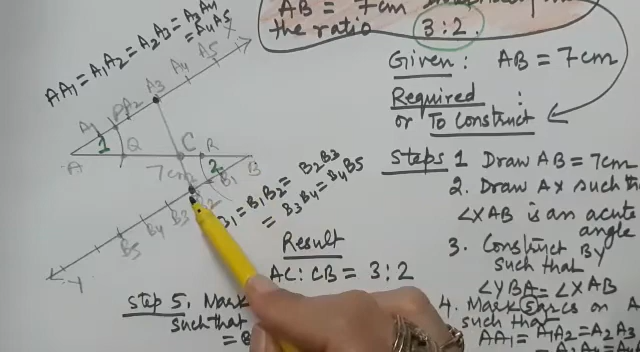 AB = 7cm
the ratio 3:2.
Given : AB = 7cm
Required :
or To Construct
Steps 1 Draw AB = 7cm
2. Draw AX such tha
∠XAB is an acute
angle
3. Construct BY
such that
∠YBA = ∠XAB
4. Mark 5 arcs on A
such that
AA1 = A1A2 = A2A3
AA1 = A1A2 = A2A3 = A3A4
= A4A5
X
A5
A4
A3
A2
P
A1
1
A
Q
C
R
B
7cm
2
B1
B2
B3
B4
B5
Y
B1 = B1B2 = B2B3
= B3B4 = B4B5
Result
AC : CB = 3:2
Step 5. Mark
such that